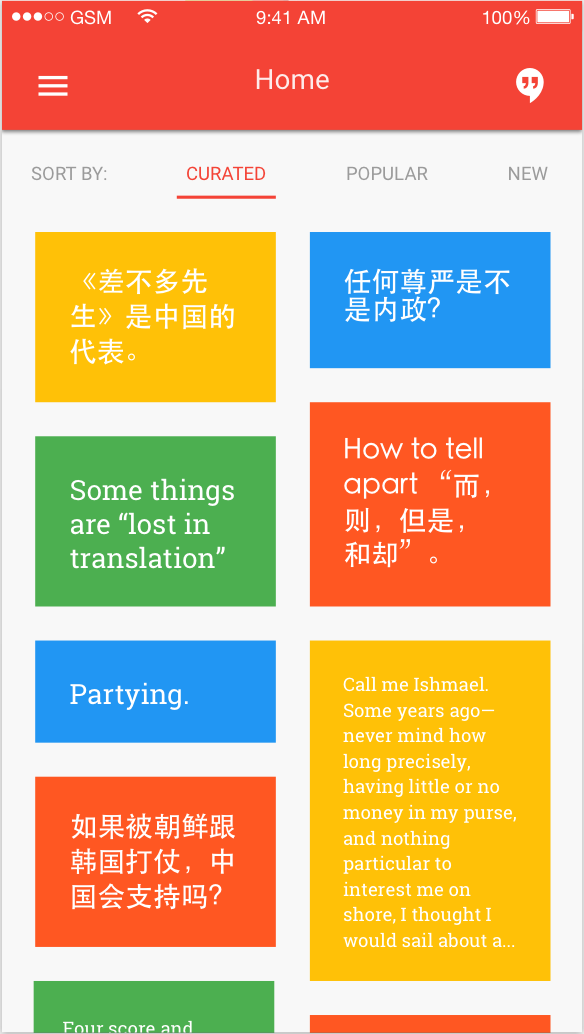 GSM 9:41 AM 100%
Home
SORT BY: CURATED POPULAR NEW
《差不多先
生》是中国的
代表。
任何尊严是不
是内政？
Some things
are “lost in
translation”
How to tell
apart “而，
则，但是，
和却”。
Partying.
Call me Ishmael.
Some years ago—
never mind how
long precisely,
having little or no
money in my purse,
and nothing
particular to
interest me on
shore, I thought I
would sail about a...
如果被朝鲜跟
韩国打仗，中
国会支持吗？
Four score and